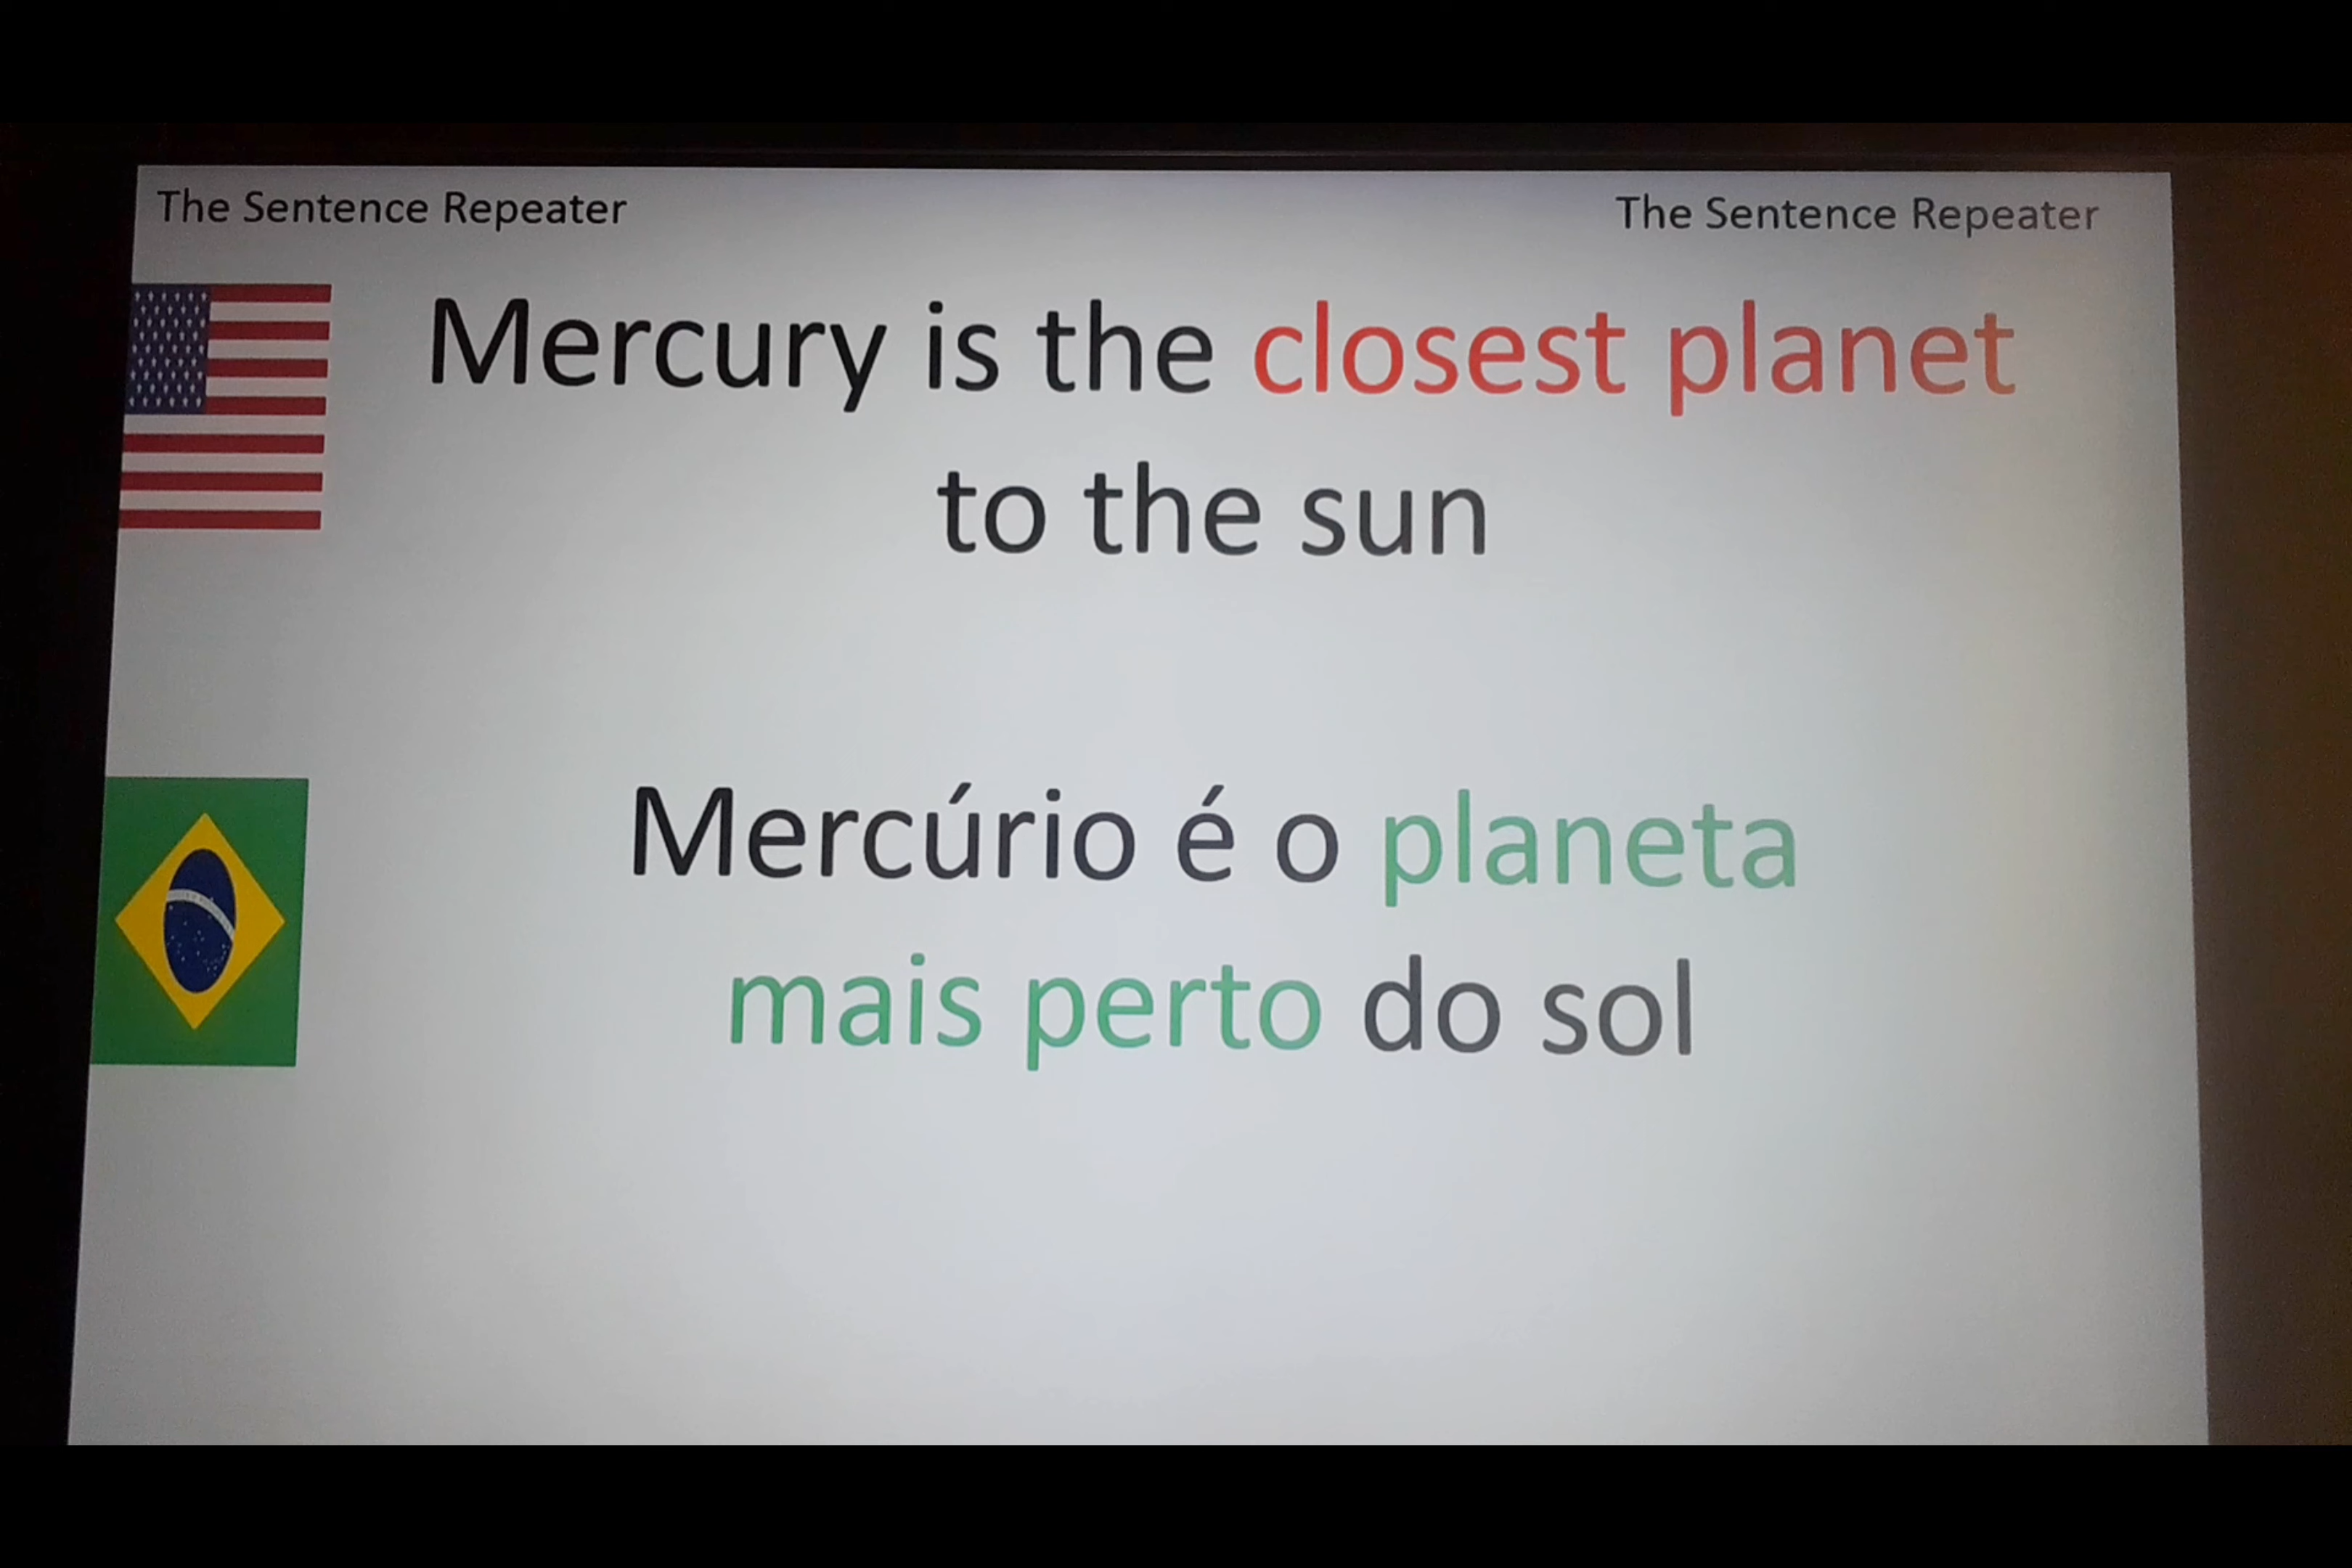 The Sentence Repeater
The Sentence Repeater
Mercury is the closest planet
to the sun
Mercúrio é o planeta
mais perto do sol